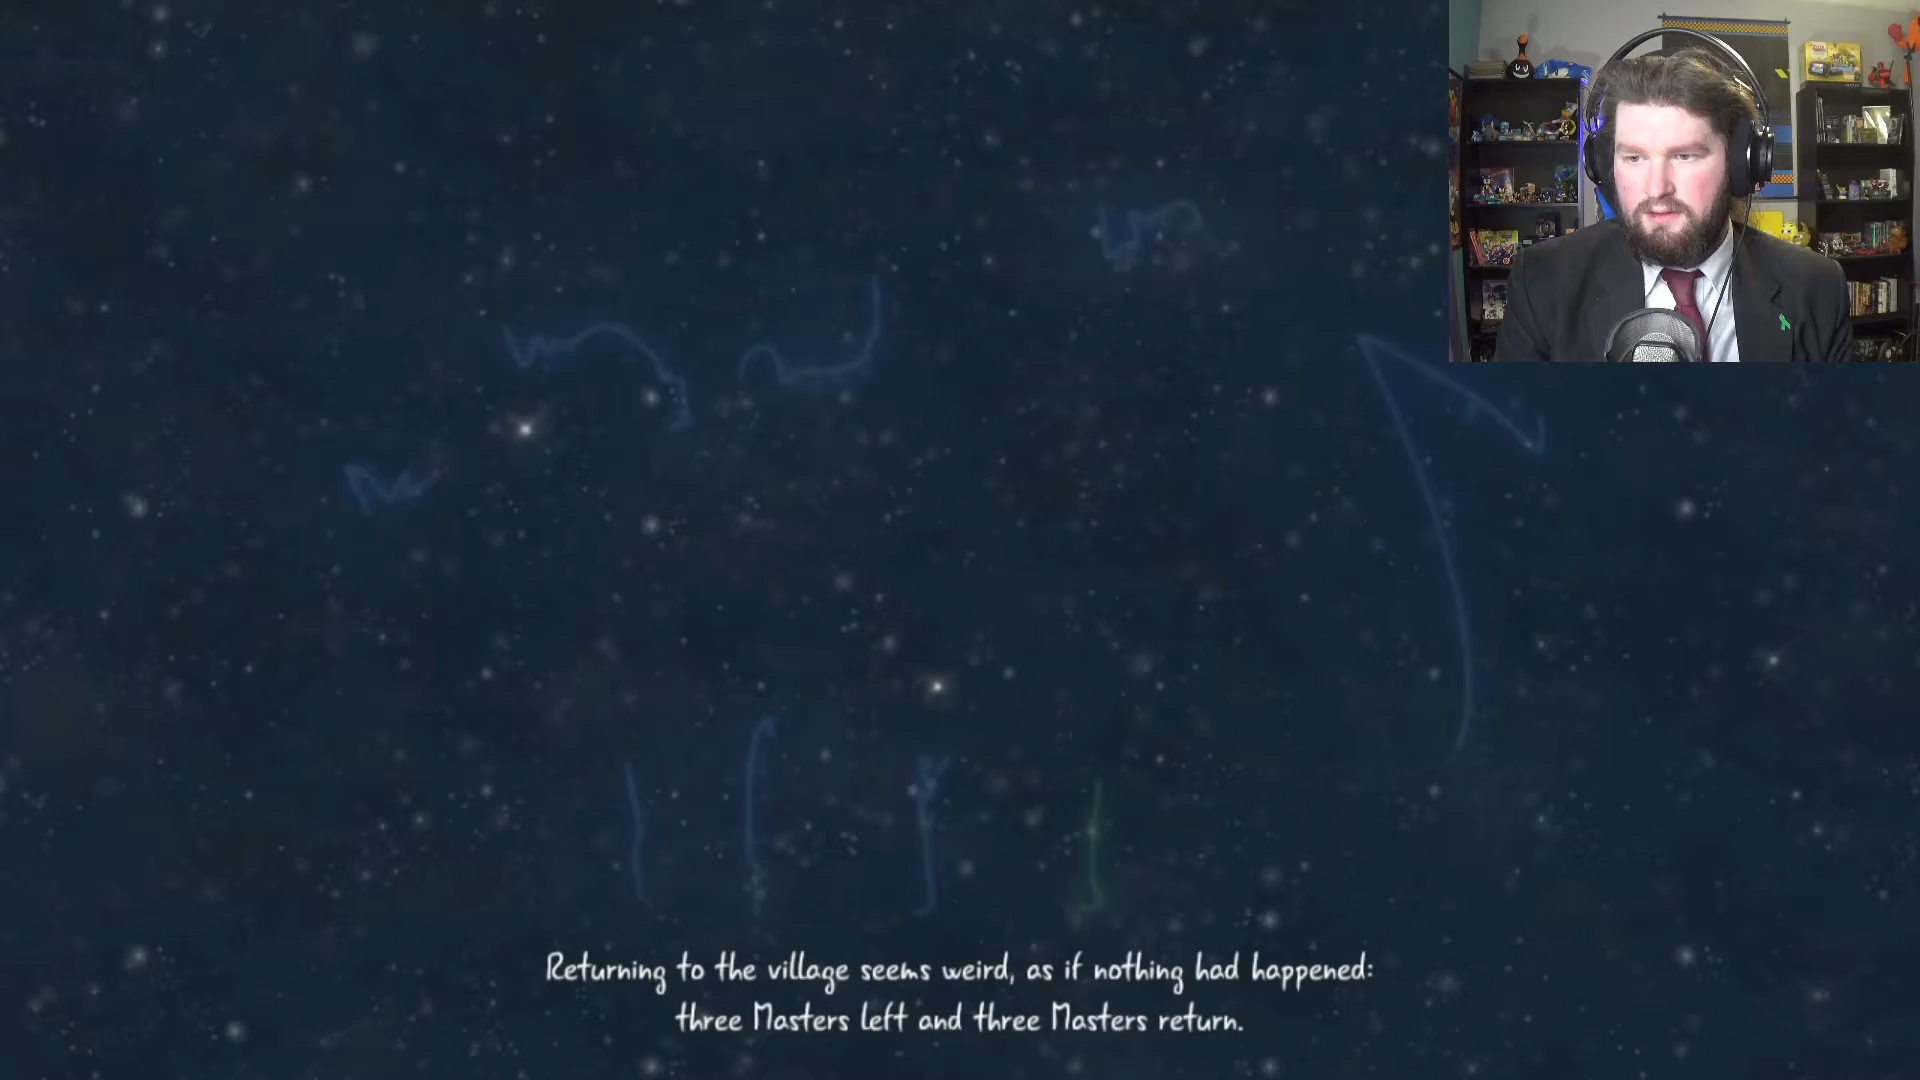 Returning to the village seems weird, as if nothing had happened:
three Masters left and three Masters return.